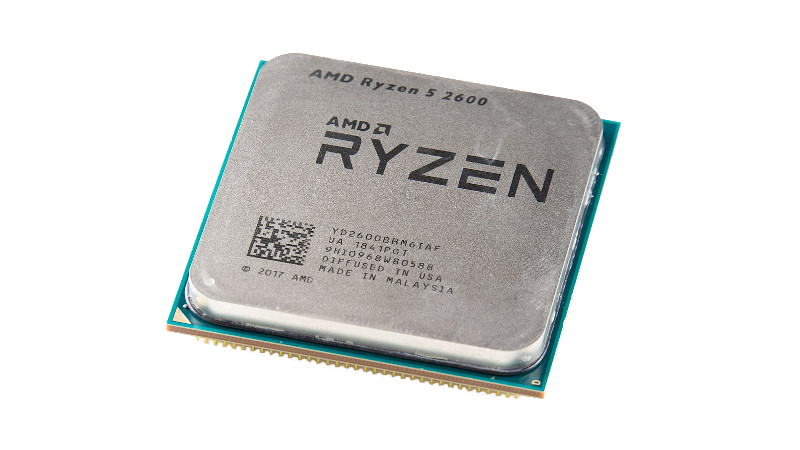 AMD Ryzen 5 2600
AMD
RYZEN
YD2600BBM6IAF
UA 1841PGT
9HI0968W80588
DIFFUSED IN USA
MADE IN MALAYSIA
© 2017 AMD